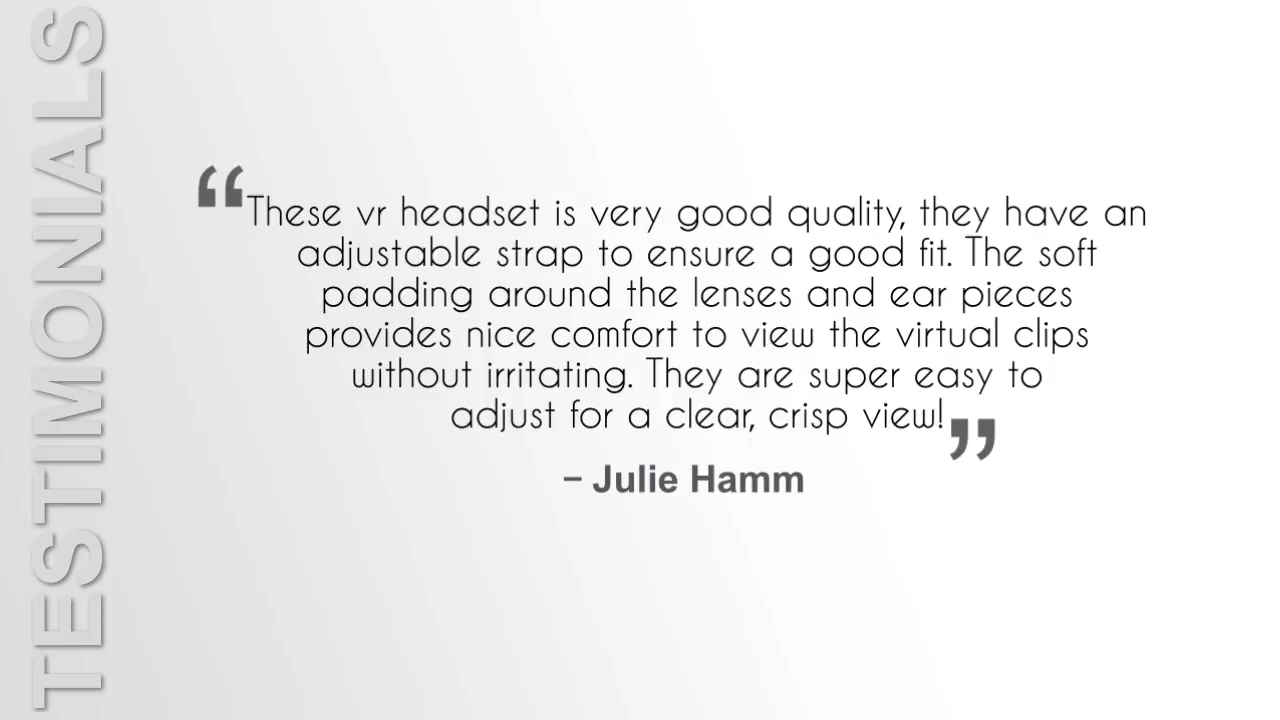 TESTIMONIALS
“These vr headset is very good quality, they have an
adjustable strap to ensure a good fit. The soft
padding around the lenses and ear pieces
provides nice comfort to view the virtual clips
without irritating. They are super easy to
adjust for a clear, crisp view!”
– Julie Hamm